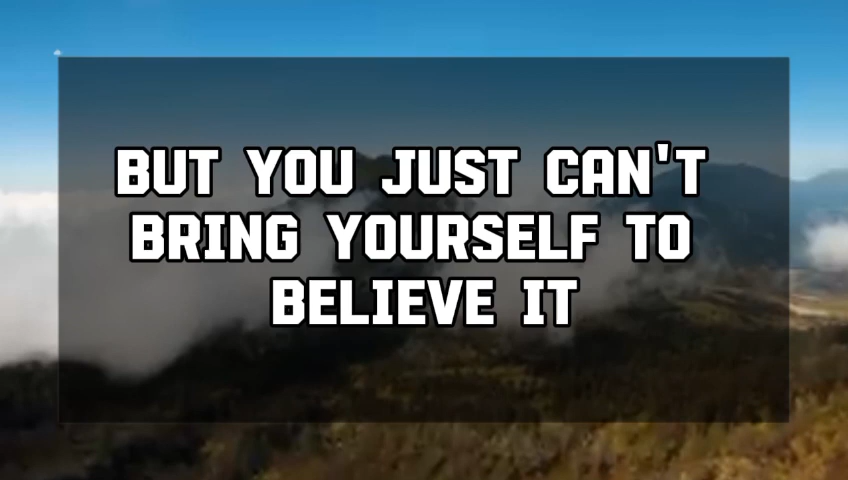 BUT YOU JUST CAN'T
BRING YOURSELF TO
BELIEVE IT